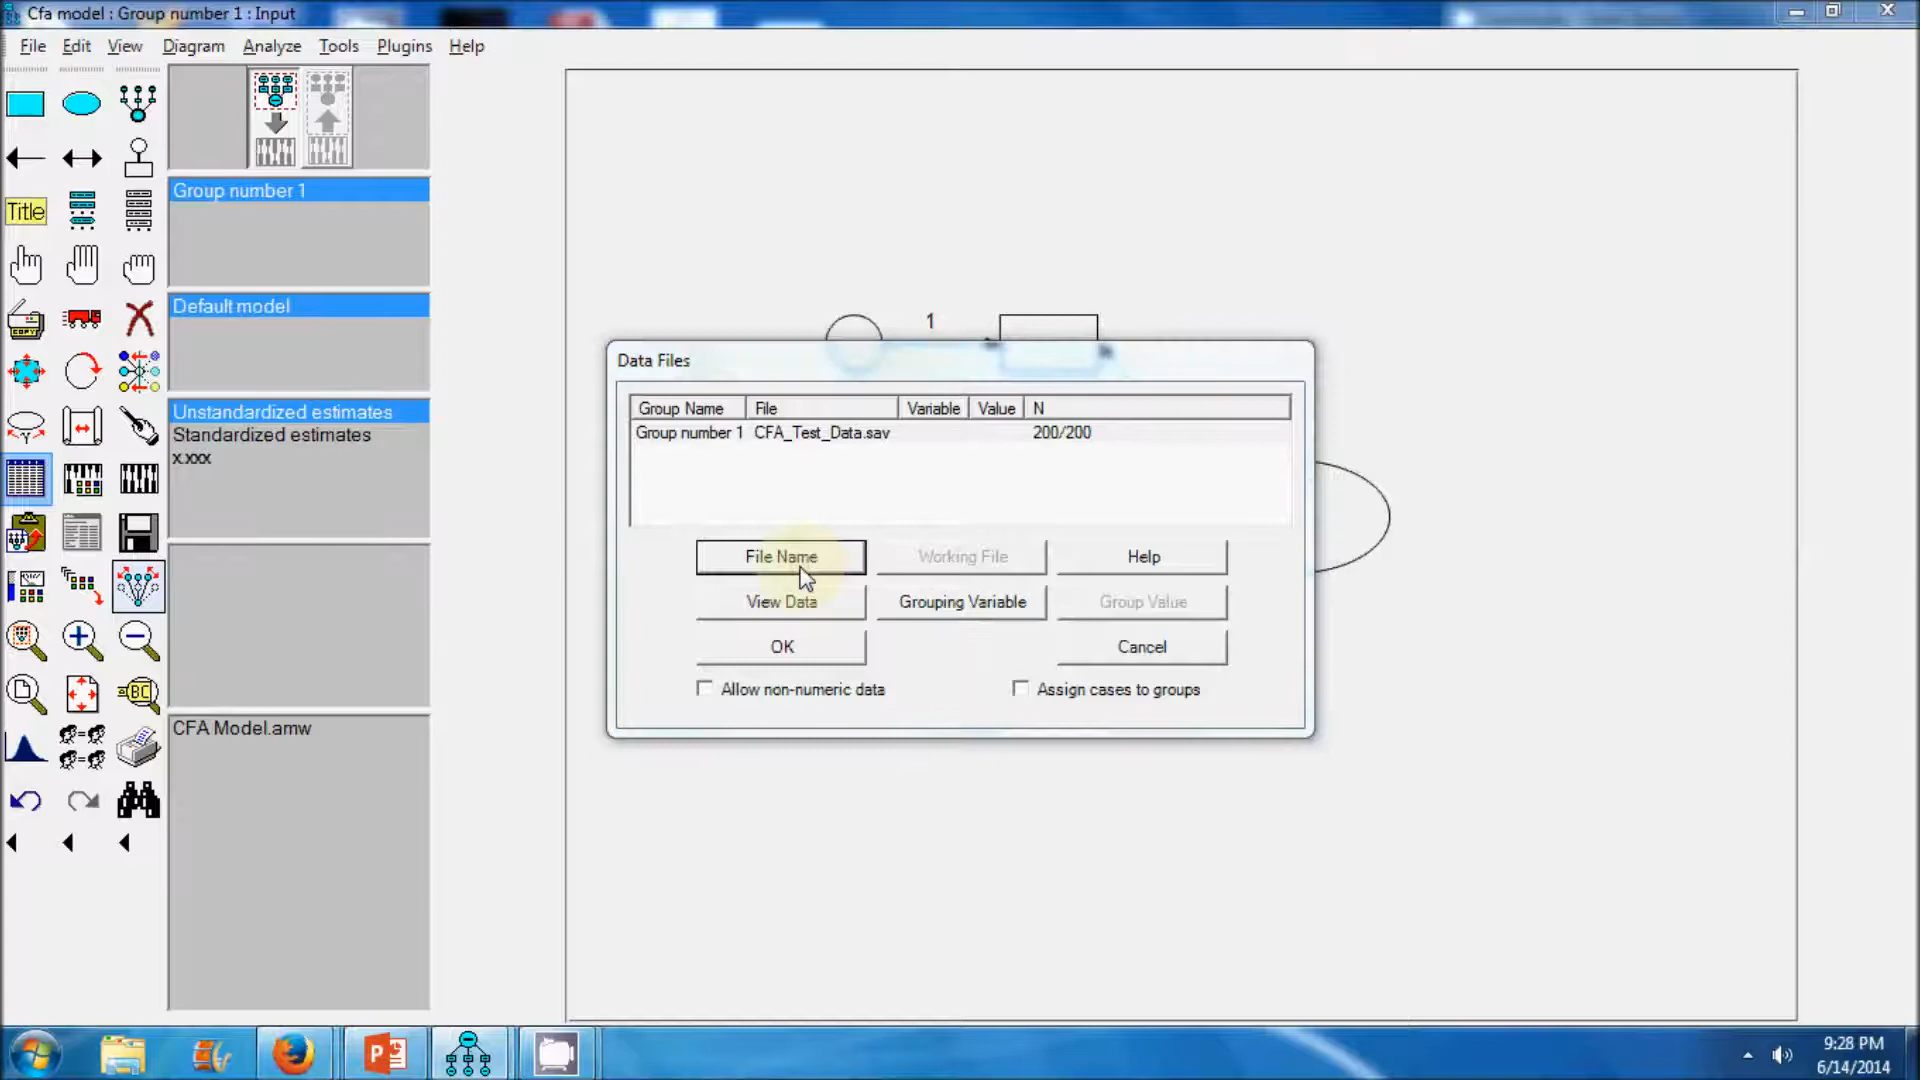 Cfa model : Group number 1 : Input
File Edit View Diagram Analyze Tools Plugins Help
Title
Group number 1
Default model
Unstandardized estimates
Standardized estimates
x.xxx
COPY
BC
CFA Model.amw
1
Data Files
Group Name File Variable Value N
Group number 1 CFA_Test_Data.sav 200/200
File Name Working File Help
View Data Grouping Variable Group Value
OK Cancel
Allow non-numeric data Assign cases to groups
9:28 PM
6/14/2014